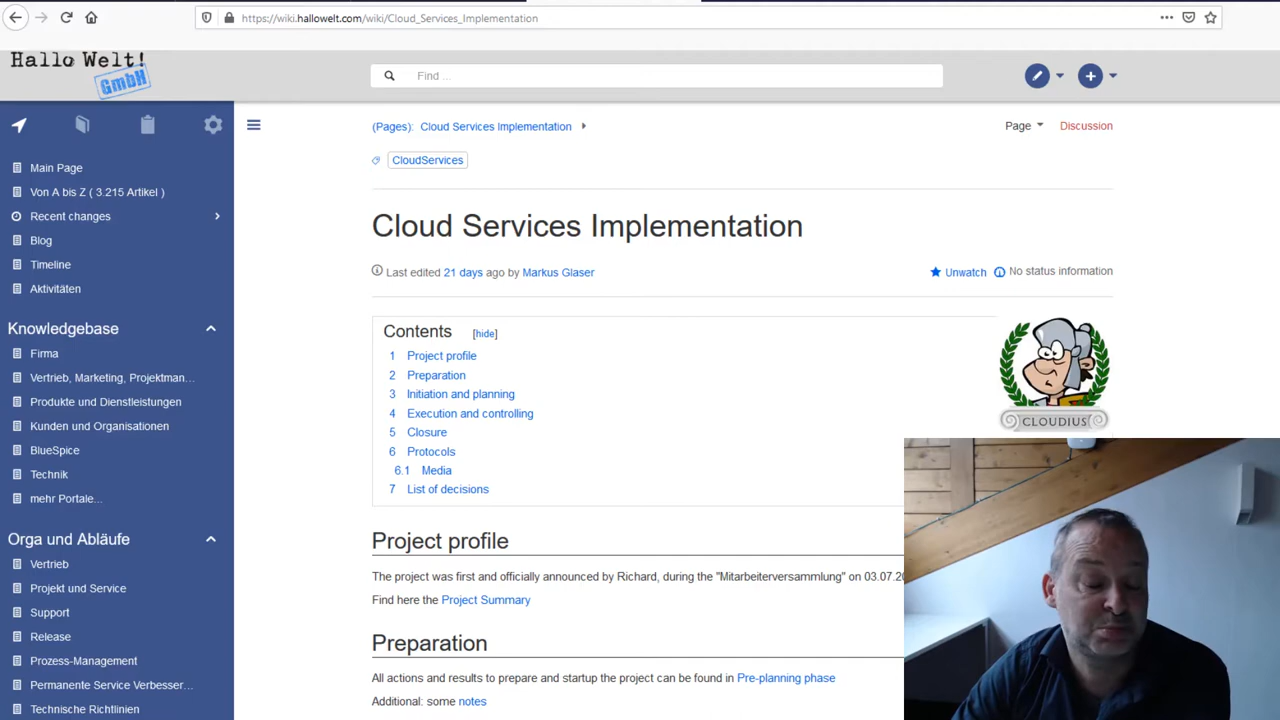 https://wiki.hallowelt.com/wiki/Cloud_Services_Implementation
Hallo Welt!
GmbH
Find ...
Main Page
Von A bis Z ( 3.215 Artikel )
Recent changes
Blog
Timeline
Aktivitäten
Knowledgebase
Firma
Vertrieb, Marketing, Projektman...
Produkte und Dienstleistungen
Kunden und Organisationen
BlueSpice
Technik
mehr Portale...
Orga und Abläufe
Vertrieb
Projekt und Service
Support
Release
Prozess-Management
Permanente Service Verbesser...
Technische Richtlinien
(Pages): Cloud Services Implementation
Page
Discussion
CloudServices
Cloud Services Implementation
Last edited 21 days ago by Markus Glaser
Unwatch
No status information
Contents [hide]
1 Project profile
2 Preparation
3 Initiation and planning
4 Execution and controlling
5 Closure
6 Protocols
6.1 Media
7 List of decisions
CLOUDIUS
Project profile
The project was first and officially announced by Richard, during the "Mitarbeiterversammlung" on 03.07.20
Find here the Project Summary
Preparation
All actions and results to prepare and startup the project can be found in Pre-planning phase
Additional: some notes